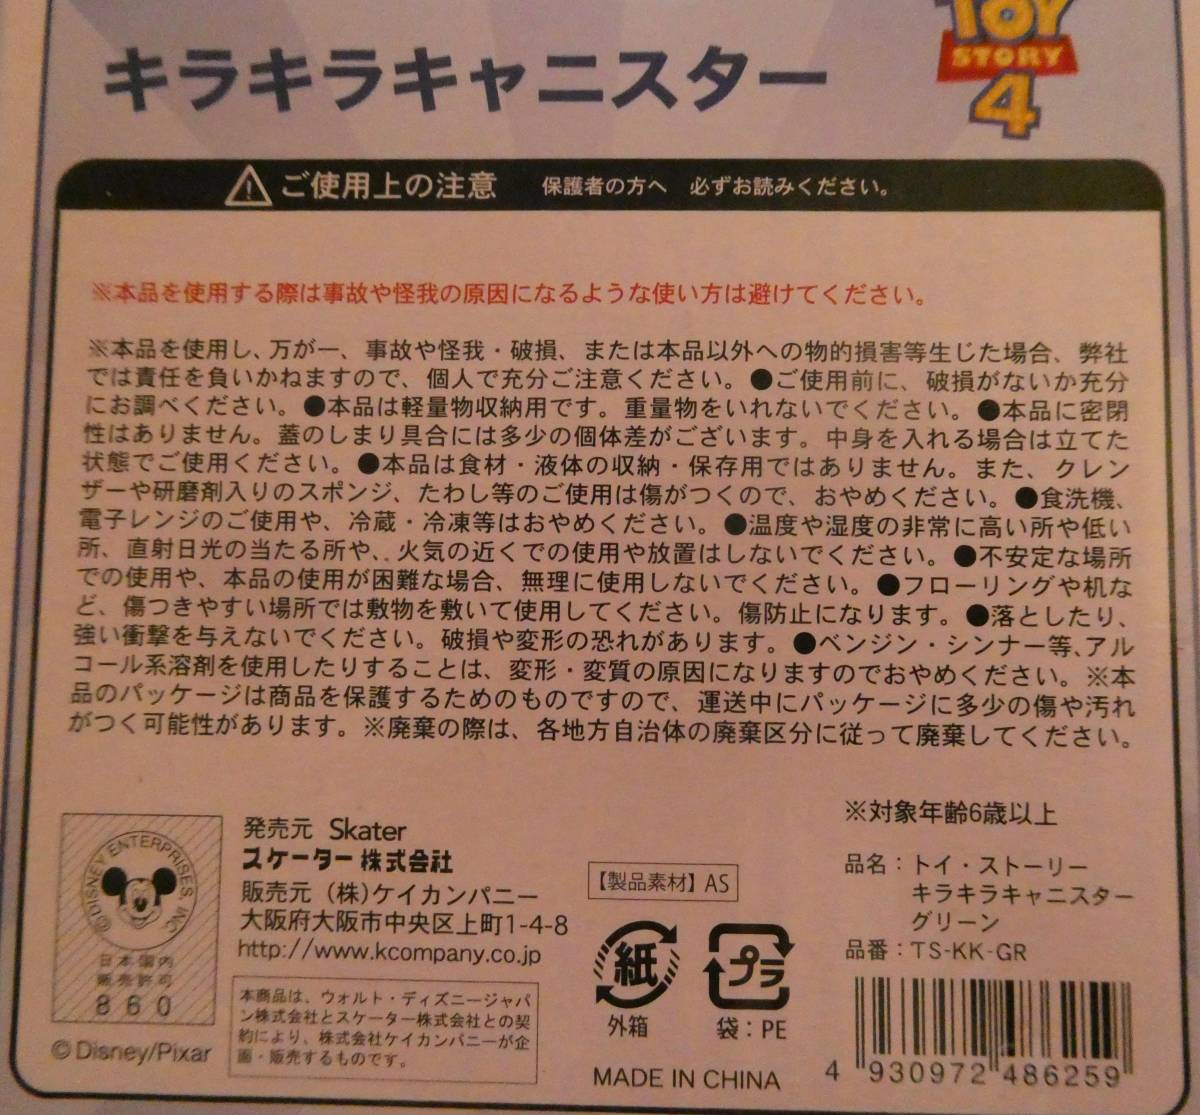 キラキラキャニスター
TOY
STORY
4
ご使用上の注意 保護者の方へ 必ずお読みください。
※本品を使用する際は事故や怪我の原因になるような使い方は避けてください。
※本品を使用し、万が一、事故や怪我・破損、または本品以外への物的損害等生じた場合、弊社
では責任を負いかねますので、個人で充分ご注意ください。●ご使用前に、破損がないか充分
にお調べください。●本品は軽量物収納用です。重量物をいれないでください。●本品に密閉
性はありません。蓋のしまり具合には多少の個体差がございます。中身を入れる場合は立てた
状態でご使用ください。●本品は食材・液体の収納・保存用ではありません。また、クレン
ザーや研磨剤入りのスポンジ、たわし等のご使用は傷がつくので、おやめください。●食洗機、
電子レンジのご使用や、冷蔵・冷凍等はおやめください。●温度や湿度の非常に高い所や低い
所、直射日光の当たる所や、.火気の近くでの使用や放置はしないでください。●不安定な場所
での使用や、本品の使用が困難な場合、無理に使用しないでください。●フローリングや机な
ど、傷つきやすい場所では敷物を敷いて使用してください。傷防止になります。●落としたり、
強い衝撃を与えないでください。破損や変形の恐れがあります。●ベンジン・シンナー等、アル
コール系溶剤を使用したりすることは、変形・変質の原因になりますのでおやめください。※本
品のパッケージは商品を保護するためのものですので、運送中にパッケージに多少の傷や汚れ
がつく可能性があります。※廃棄の際は、各地方自治体の廃棄区分に従って廃棄してください。
©DISNEY ENTERPRISES, INC
日本国内
販売許可
860
©Disney/Pixar
発売元 Skater
スケーター株式会社
販売元 (株)ケイカンパニー
大阪府大阪市中央区上町1-4-8
http://www.kcompany.co.jp
本商品は、ウォルト・ディズニージャパ
ン株式会社とスケーター株式会社との契
約により、株式会社ケイカンパニーが企
画・販売するものです。
【製品素材】AS
紙
外箱
プラ
袋：PE
MADE IN CHINA
※対象年齢6歳以上
品名：トイ・ストーリー
キラキラキャニスター
グリーン
品番：TS-KK-GR
4 930972 486259